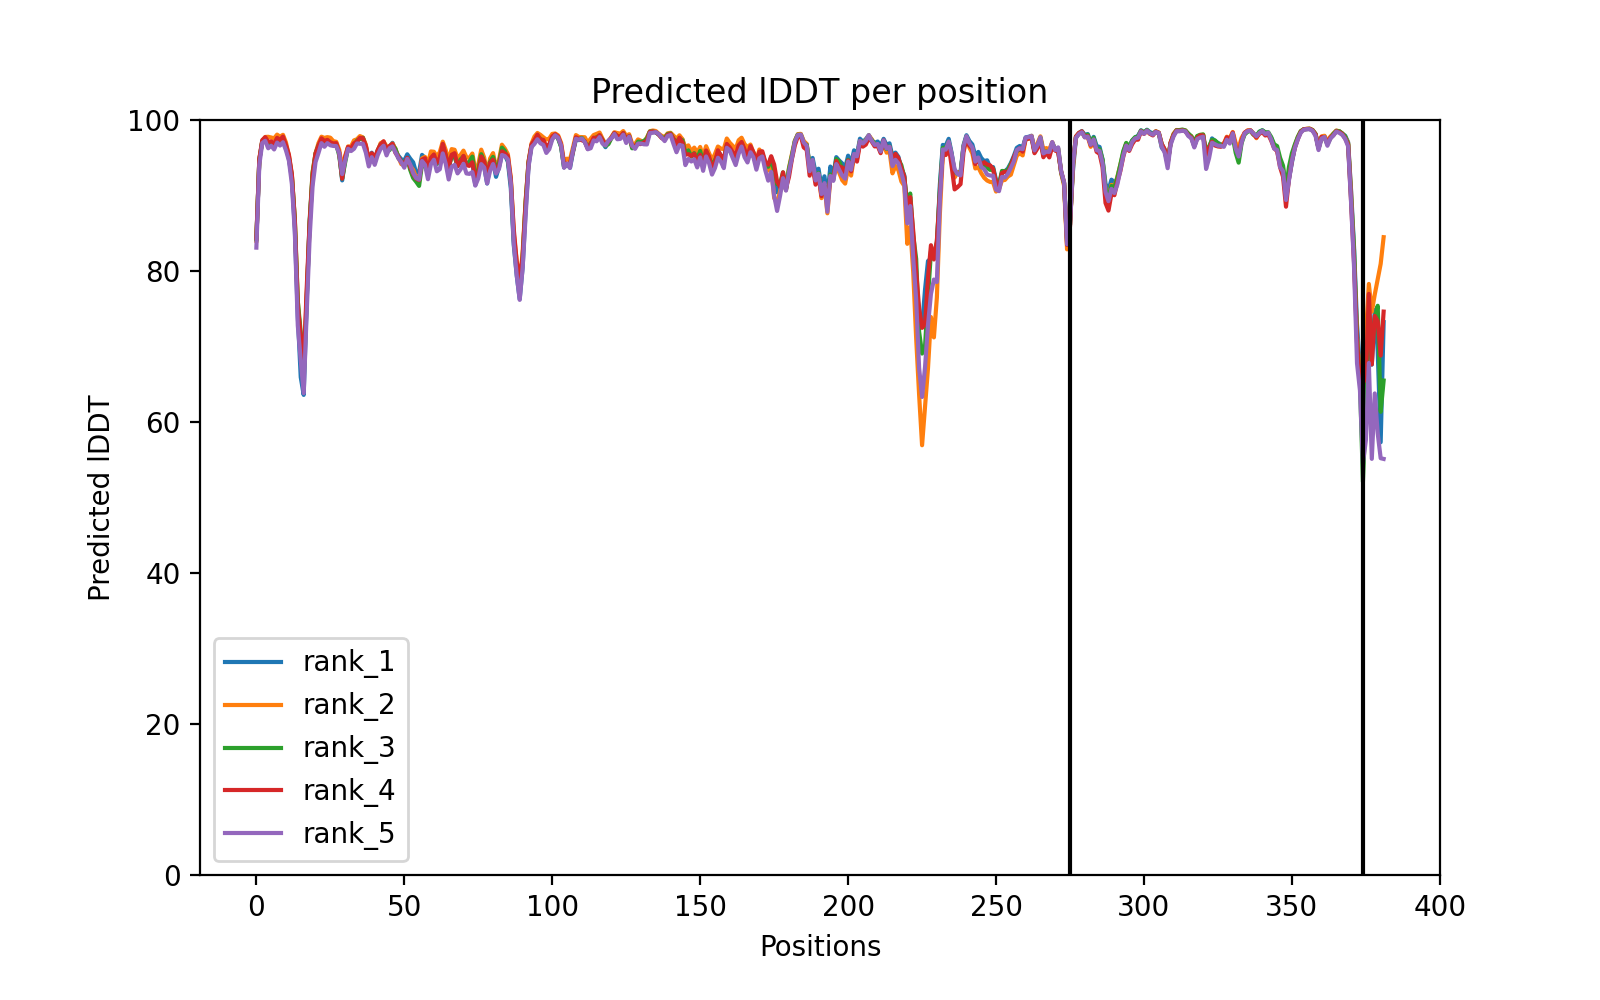 Predicted lDDT per position
100
80
60
40
20
0
Predicted lDDT
rank_1
rank_2
rank_3
rank_4
rank_5
0 50 100 150 200 250 300 350 400
Positions